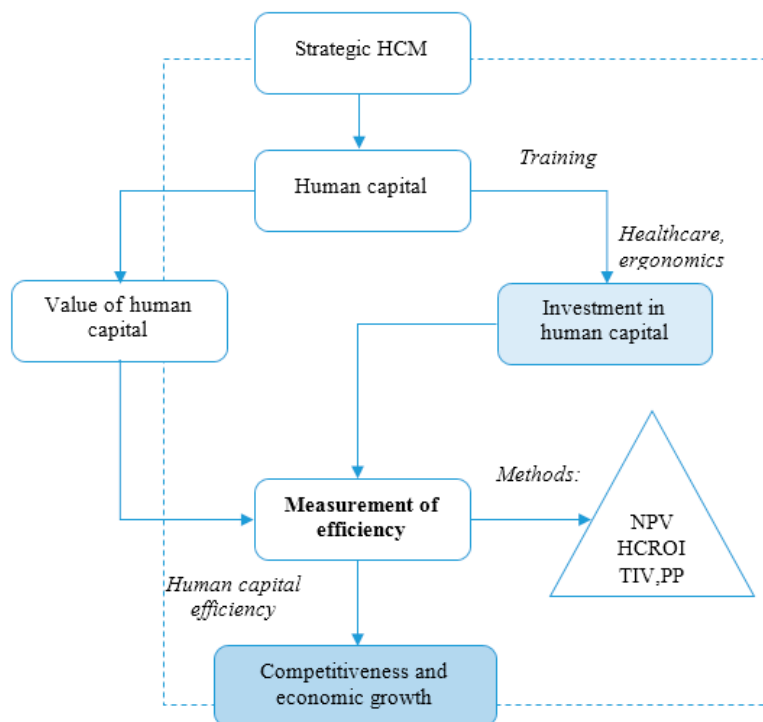 Strategic HCM
Training
Human capital
Healthcare,
ergonomics
Value of human
capital
Investment in
human capital
Methods:
Measurement of
efficiency
NPV
HCROI
TIV,PP
Human capital
efficiency
Competitiveness and
economic growth